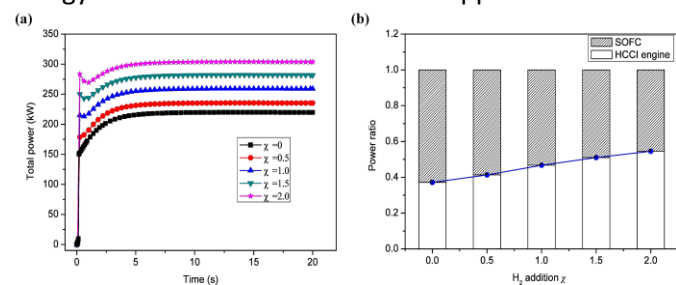 (a)
Total power (kW)
350
300
250
200
150
100
50
0
χ =0
χ =0.5
χ =1.0
χ =1.5
χ =2.0
0
5
10
15
20
Time (s)
(b)
Power ratio
1.4
1.2
1.0
0.8
0.6
0.4
0.2
0.0
SOFC
HCCI engine
0.0
0.5
1.0
1.5
2.0
H₂ addition χ